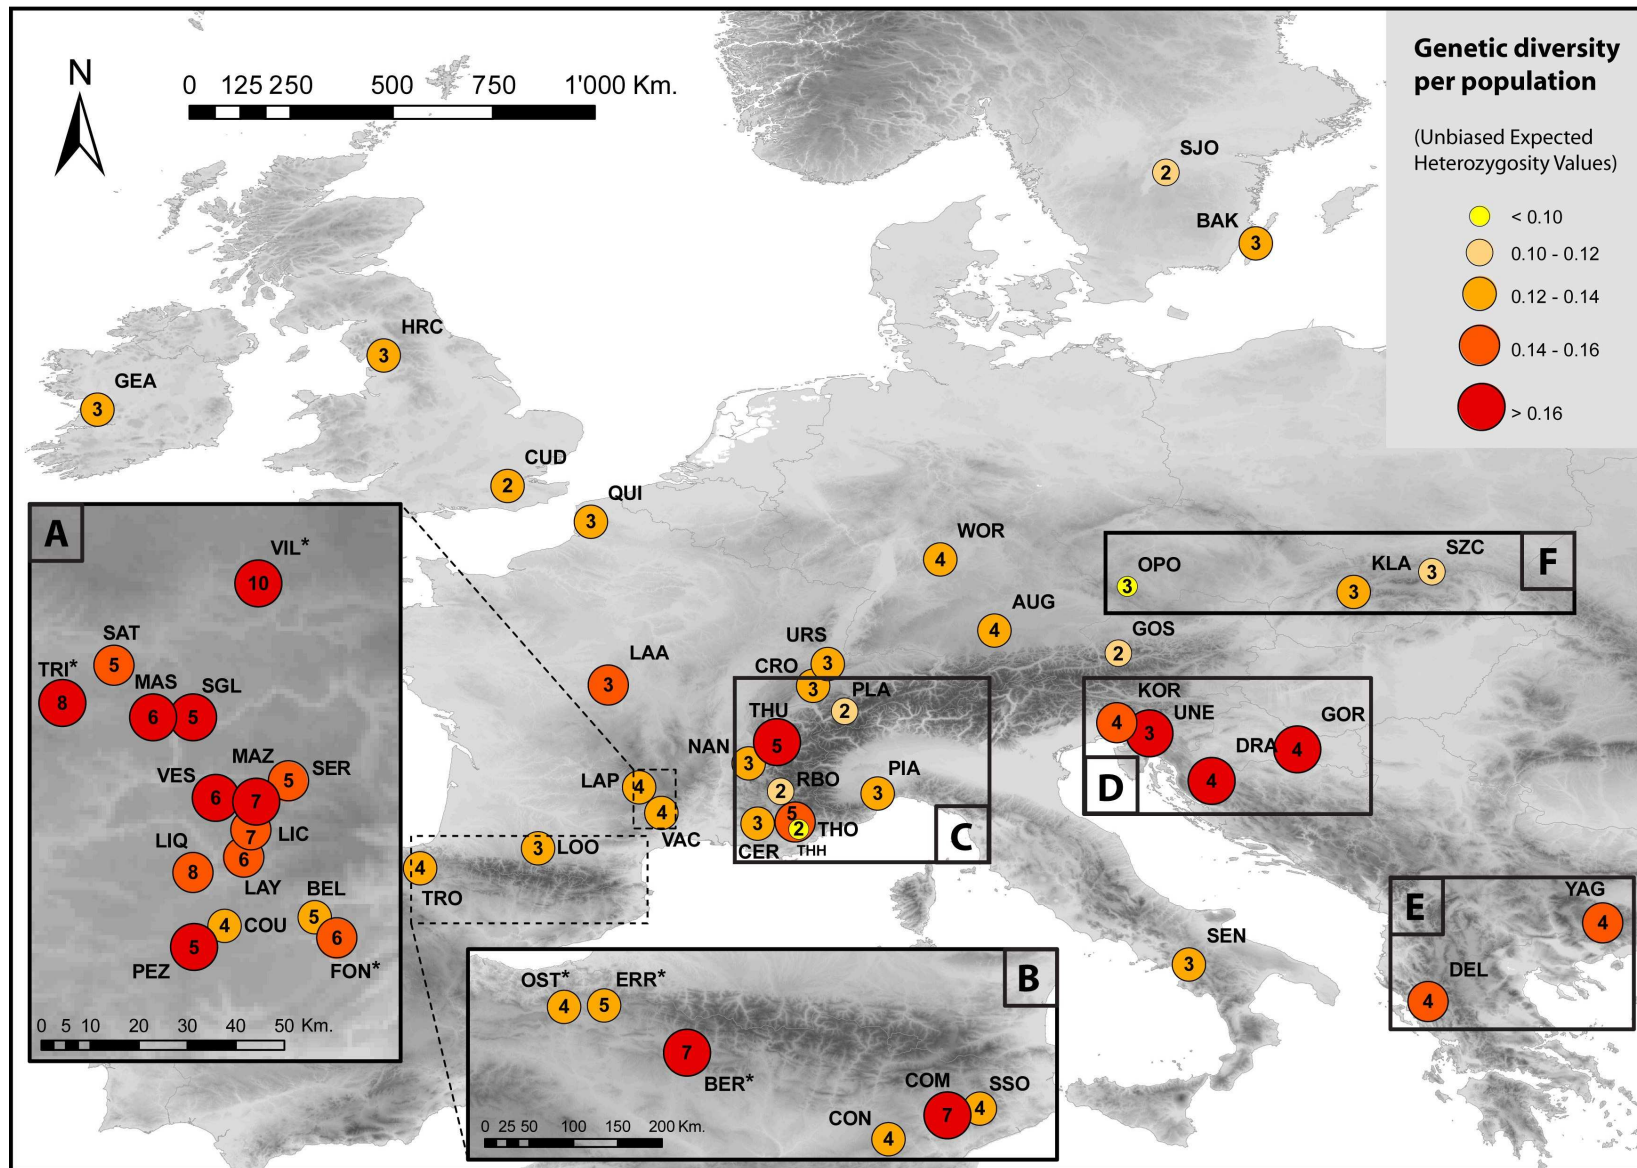 Genetic diversity
per population
(Unbiased Expected
Heterozygosity Values)
< 0.10
0.10 - 0.12
0.12 - 0.14
0.14 - 0.16
> 0.16
N
0 125 250 500 750 1'000 Km.
SJO
2
BAK
3
HRC
3
GEA
3
CUD
2
QUI
3
WOR
4
AUG
4
GOS
2
URS
3
CRO
3
LAA
3
LAP
4
VAC
4
LOO
3
TRO
4
SEN
3
A
VIL*
10
SAT
5
TRI*
8
MAS
6
SGL
5
MAZ
7
SER
5
VES
6
LIC
7
LIQ
8
LAY
6
BEL
5
COU
4
PEZ
5
FON*
6
0 5 10 20 30 40 50 Km.
B
OST*
4
ERR*
5
BER*
7
COM
7
SSO
4
CON
4
0 25 50 100 150 200 Km.
C
PLA
2
THU
5
NAN
3
RBO
2
PIA
3
CER
3
THO
5
THH
2
D
KOR
4
UNE
3
DRA
4
GOR
4
E
YAG
4
DEL
4
F
OPO
3
KLA
3
SZC
3